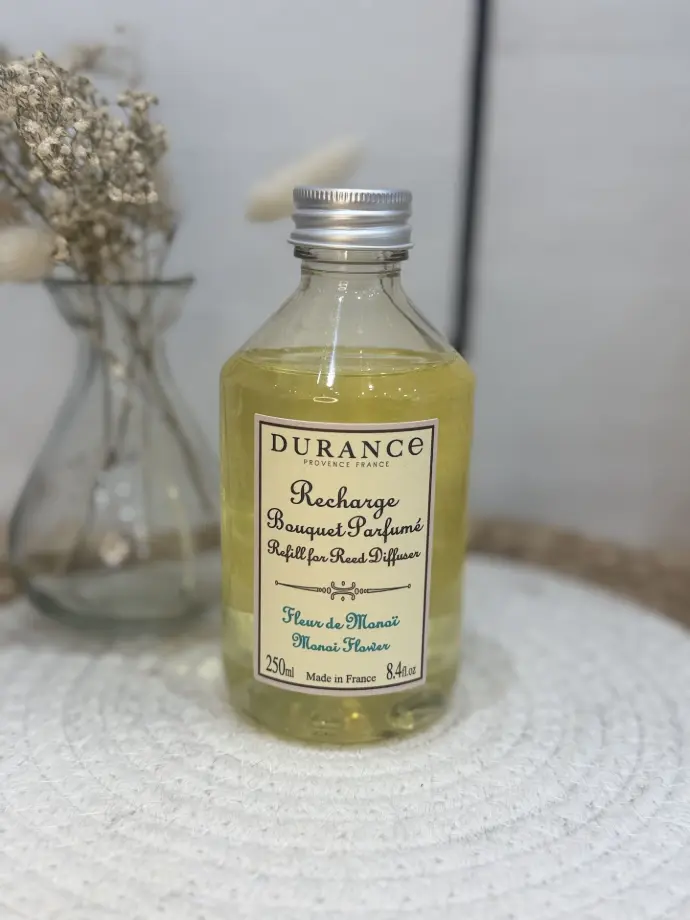 DURANCE
PROVENCE FRANCE
Recharge
Bouquet Parfumé
Refill for Reed Diffuser
Fleur de Monoï
Monoi Flower
250ml Made in France 8.4fl.oz